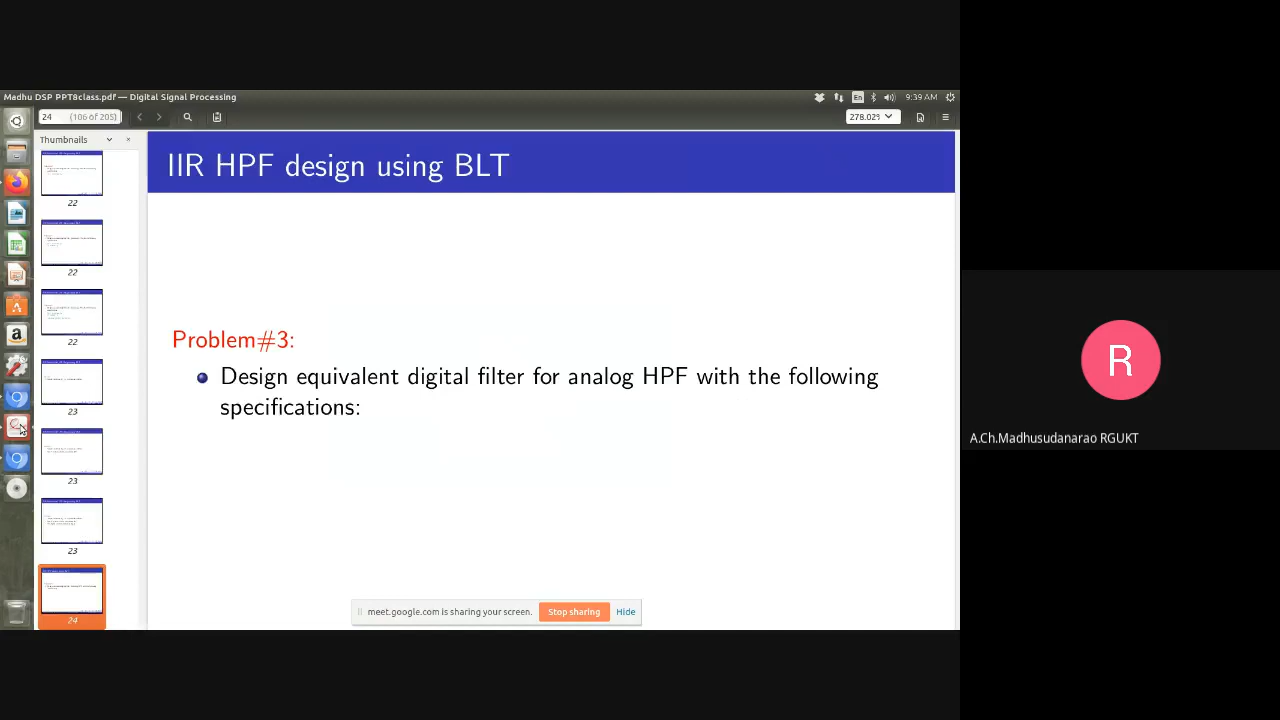 Madhu DSP PPT8class.pdf — Digital Signal Processing
En
9:39 AM
24 (106 of 205)
278.02%
Thumbnails
22
22
22
23
23
23
24
IIR HPF design using BLT
Problem#3:
Design equivalent digital filter for analog HPF with the following
specifications:
meet.google.com is sharing your screen. Stop sharing Hide
R
A.Ch.Madhusudanarao RGUKT